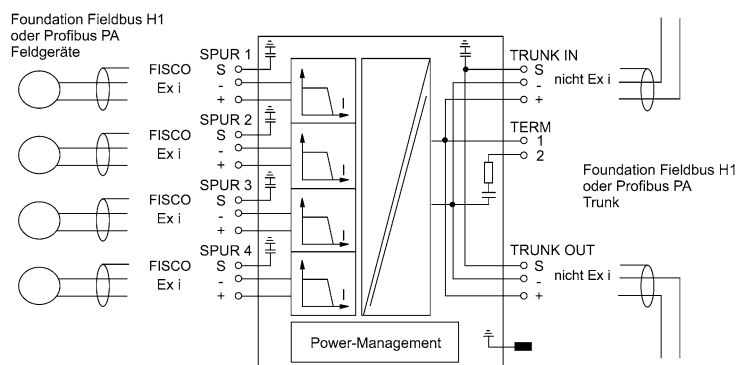 Foundation Fieldbus H1
oder Profibus PA
Feldgeräte
SPUR 1
FISCO
Ex i
S
-
+
I
SPUR 2
FISCO
Ex i
S
-
+
I
SPUR 3
FISCO
Ex i
S
-
+
I
SPUR 4
FISCO
Ex i
S
-
+
I
Power-Management
TRUNK IN
S
-
+
nicht Ex i
TERM
1
2
Foundation Fieldbus H1
oder Profibus PA
Trunk
TRUNK OUT
S
-
+
nicht Ex i